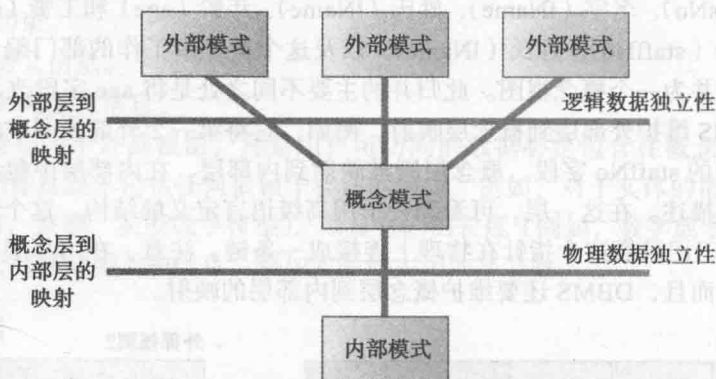 外部模式
外部模式
外部模式
外部层到
概念层的
映射
逻辑数据独立性
概念模式
概念层到
内部层的
映射
物理数据独立性
内部模式